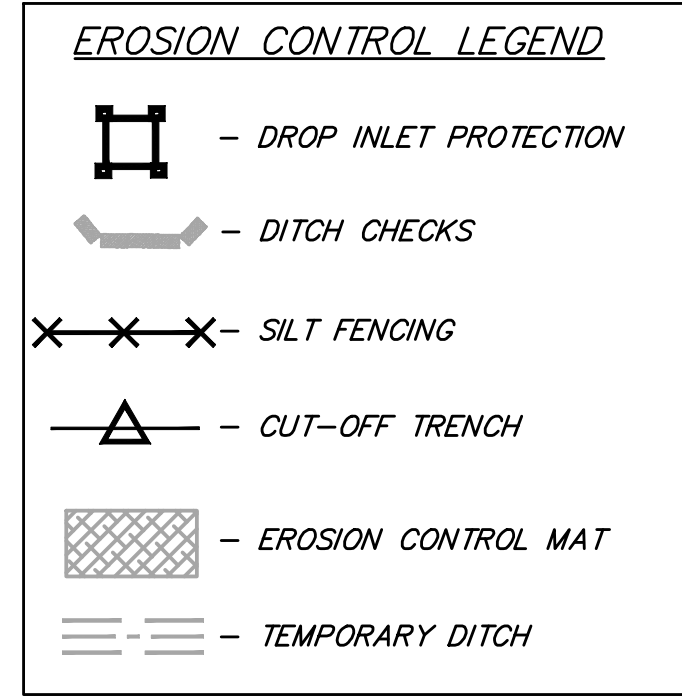 EROSION CONTROL LEGEND
- DROP INLET PROTECTION
- DITCH CHECKS
- SILT FENCING
- CUT-OFF TRENCH
- EROSION CONTROL MAT
- TEMPORARY DITCH